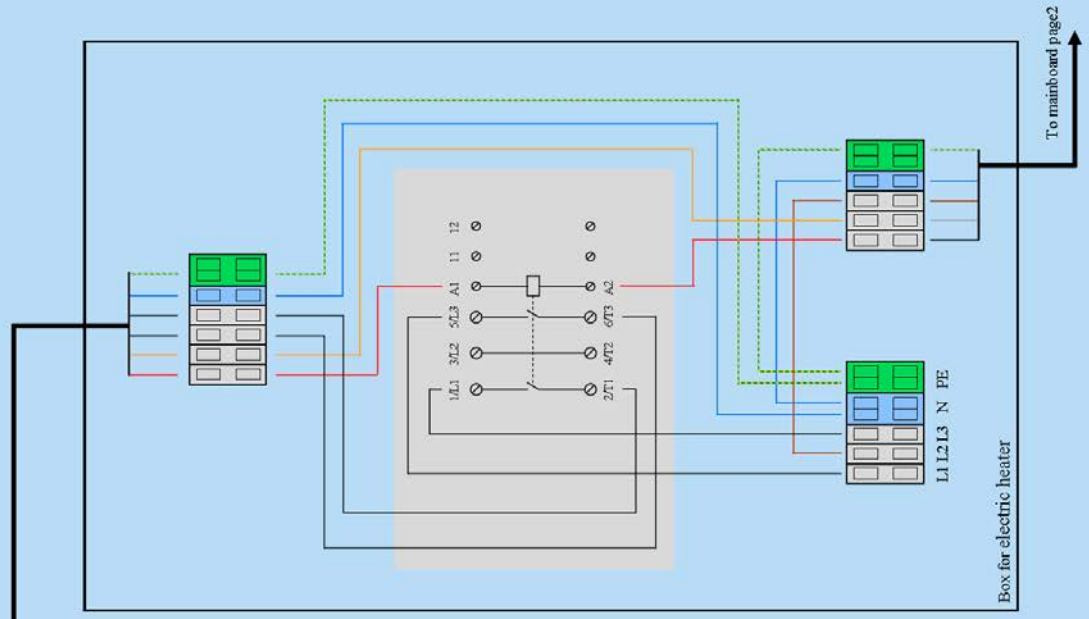 To mainboard page2
12
11
A1
5/L3
3/L2
1/L1
A2
6/T3
4/T2
2/T1
L1 L2 L3 N PE
Box for electric heater